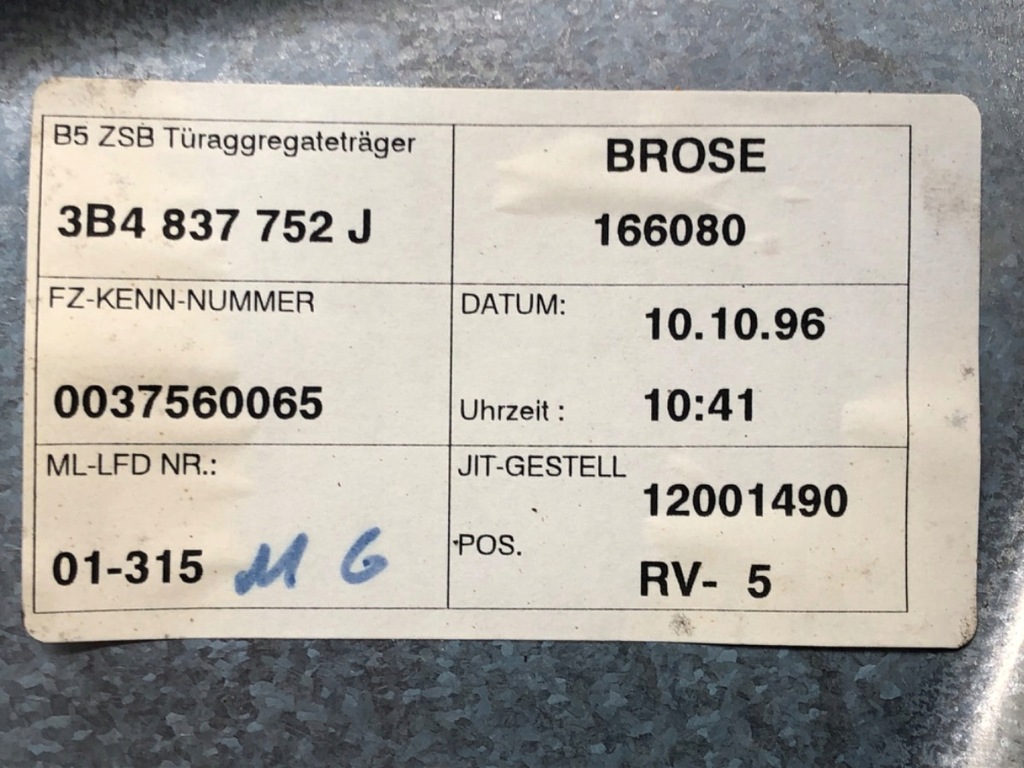 B5 ZSB Türaggregateträger
3B4 837 752 J
BROSE
166080
FZ-KENN-NUMMER
0037560065
DATUM: 10.10.96
Uhrzeit : 10:41
ML-LFD NR.:
01-315 M G
JIT-GESTELL
12001490
POS.
RV- 5